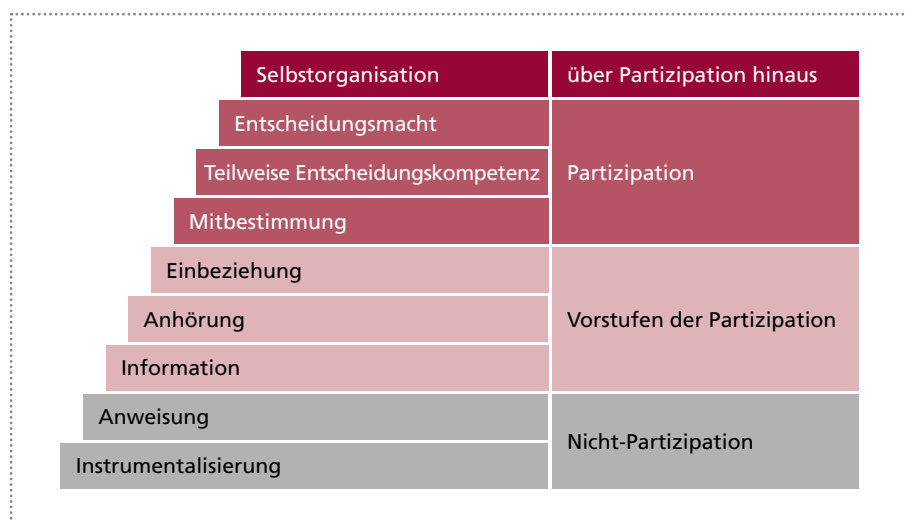 Selbstorganisation
über Partizipation hinaus
Entscheidungsmacht
Teilweise Entscheidungskompetenz
Partizipation
Mitbestimmung
Einbeziehung
Anhörung
Vorstufen der Partizipation
Information
Anweisung
Nicht-Partizipation
Instrumentalisierung